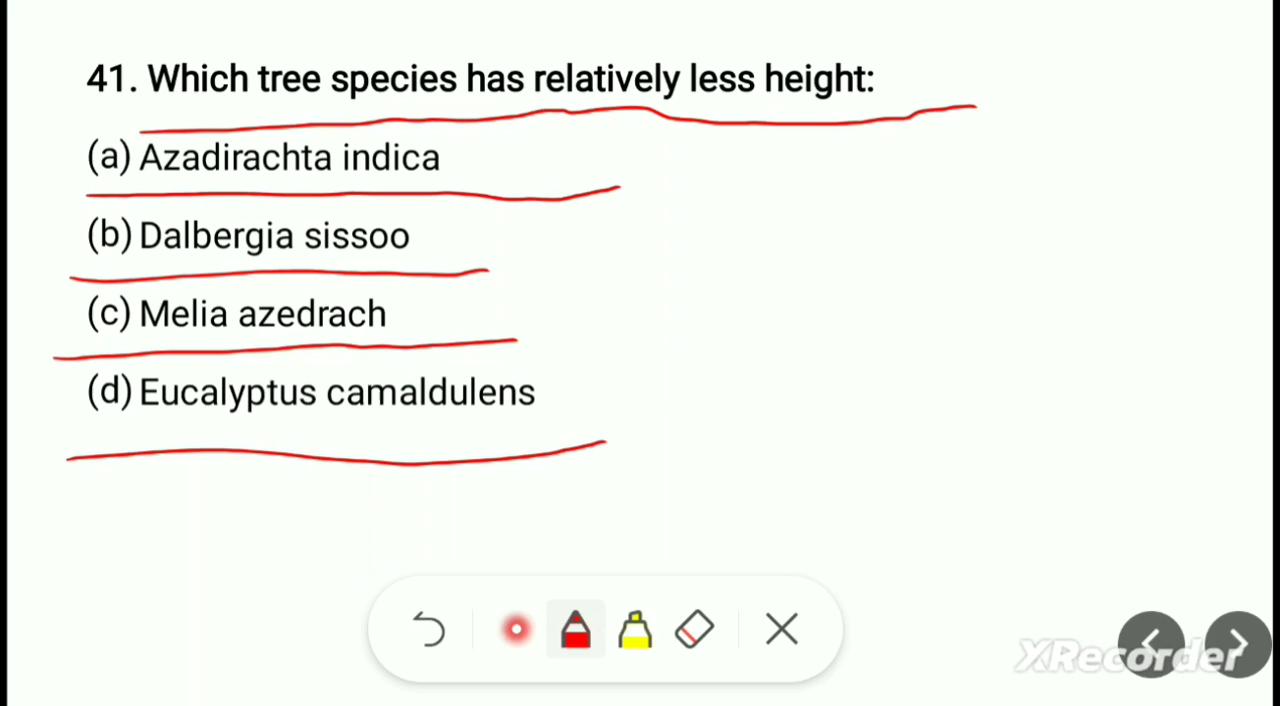 41. Which tree species has relatively less height:
(a) Azadirachta indica
(b) Dalbergia sissoo
(c) Melia azedrach
(d) Eucalyptus camaldulens
XRecorder